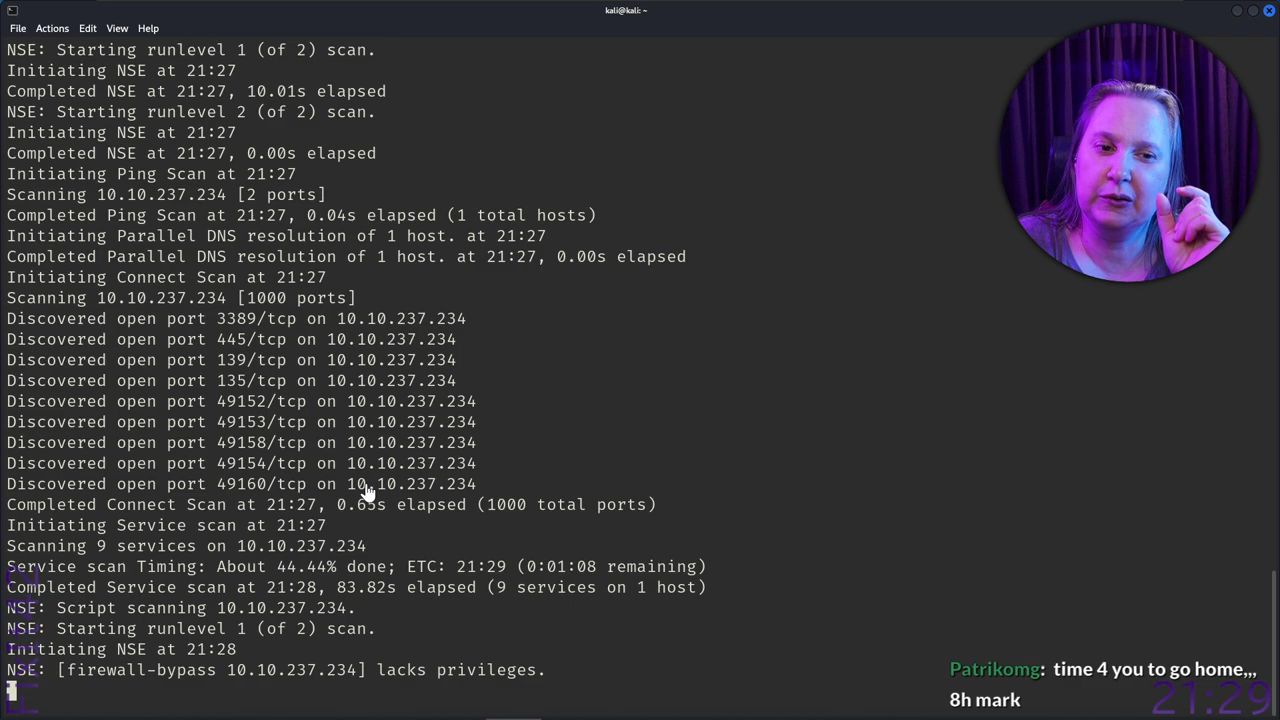 kali@kali: ~
File Actions Edit View Help
NSE: Starting runlevel 1 (of 2) scan.
Initiating NSE at 21:27
Completed NSE at 21:27, 10.01s elapsed
NSE: Starting runlevel 2 (of 2) scan.
Initiating NSE at 21:27
Completed NSE at 21:27, 0.00s elapsed
Initiating Ping Scan at 21:27
Scanning 10.10.237.234 [2 ports]
Completed Ping Scan at 21:27, 0.04s elapsed (1 total hosts)
Initiating Parallel DNS resolution of 1 host. at 21:27
Completed Parallel DNS resolution of 1 host. at 21:27, 0.00s elapsed
Initiating Connect Scan at 21:27
Scanning 10.10.237.234 [1000 ports]
Discovered open port 3389/tcp on 10.10.237.234
Discovered open port 445/tcp on 10.10.237.234
Discovered open port 139/tcp on 10.10.237.234
Discovered open port 135/tcp on 10.10.237.234
Discovered open port 49152/tcp on 10.10.237.234
Discovered open port 49153/tcp on 10.10.237.234
Discovered open port 49158/tcp on 10.10.237.234
Discovered open port 49154/tcp on 10.10.237.234
Discovered open port 49160/tcp on 10.10.237.234
Completed Connect Scan at 21:27, 0.63s elapsed (1000 total ports)
Initiating Service scan at 21:27
Scanning 9 services on 10.10.237.234
Service scan Timing: About 44.44% done; ETC: 21:29 (0:01:08 remaining)
Completed Service scan at 21:28, 83.82s elapsed (9 services on 1 host)
NSE: Script scanning 10.10.237.234.
NSE: Starting runlevel 1 (of 2) scan.
Initiating NSE at 21:28
NSE: [firewall-bypass 10.10.237.234] lacks privileges.
Patrikomg: time 4 you to go home,,,
8h mark
21:29